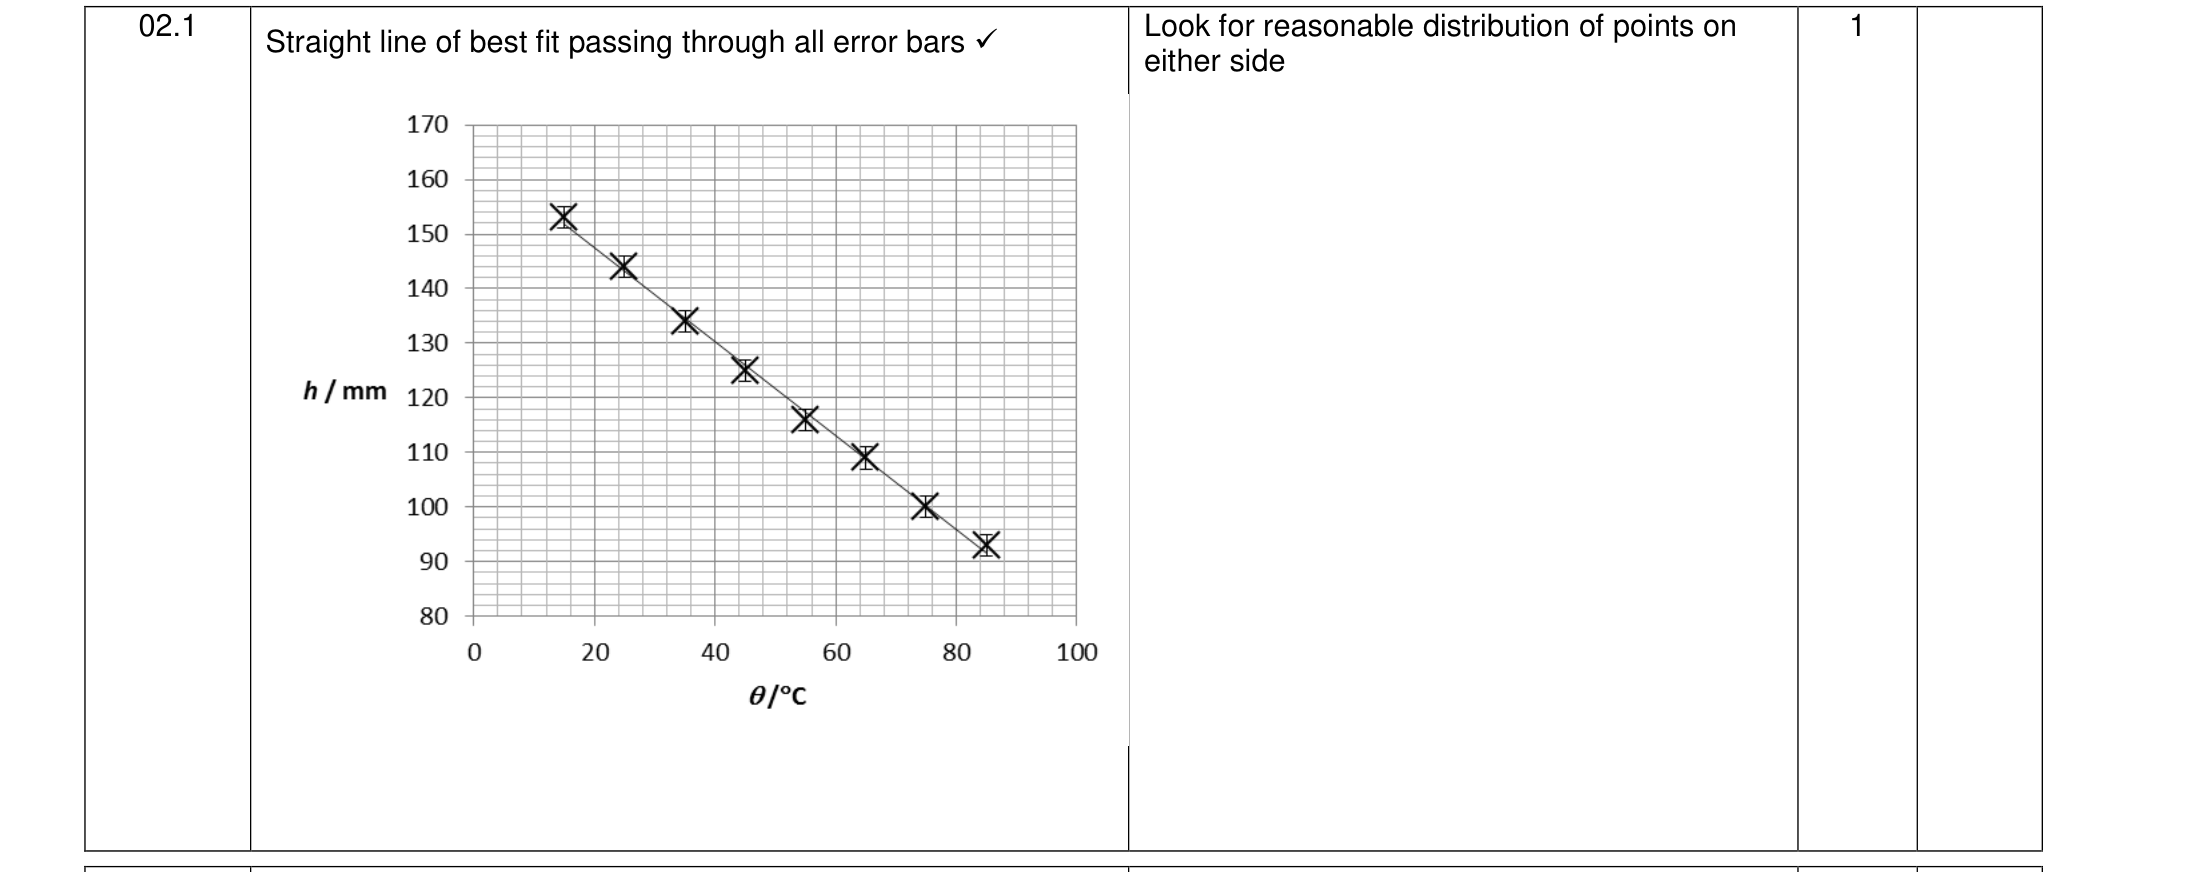 02.1
Straight line of best fit passing through all error bars ✓
Look for reasonable distribution of points on
either side
1
170
160
150
140
130
h / mm
120
110
100
90
80
0 20 40 60 80 100
θ/°C